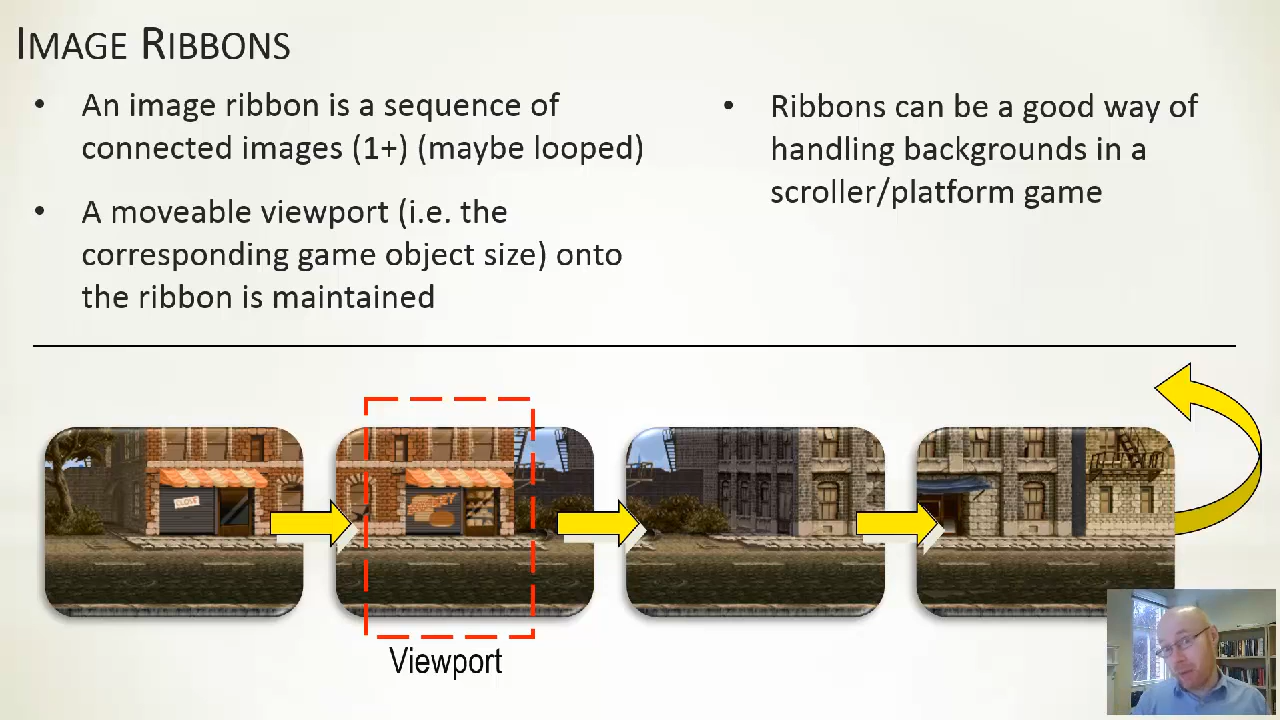 IMAGE RIBBONS
• An image ribbon is a sequence of
connected images (1+) (maybe looped)
• A moveable viewport (i.e. the
corresponding game object size) onto
the ribbon is maintained
• Ribbons can be a good way of
handling backgrounds in a
scroller/platform game
CLOSE
Viewport